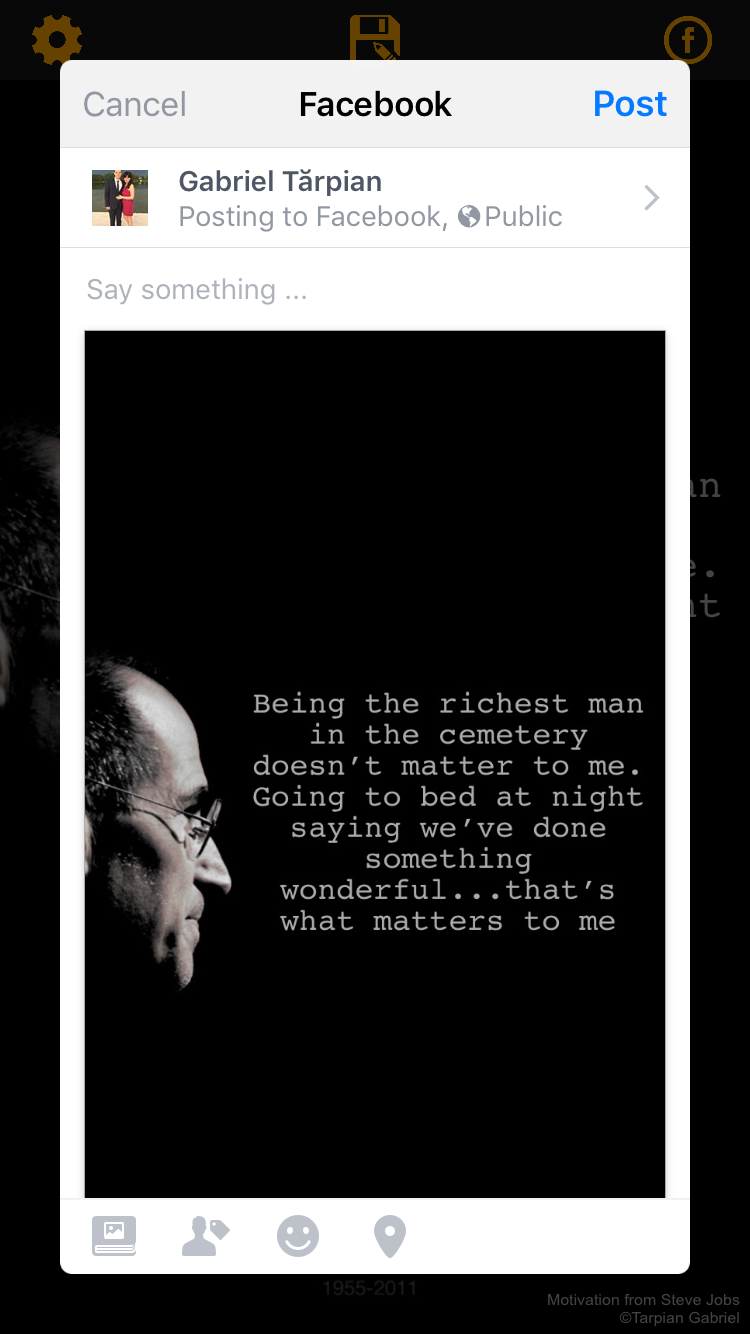 Cancel Facebook Post
Gabriel Tărpian
Posting to Facebook, Public
Say something ...
an
e.
ht
Being the richest man
in the cemetery
doesn’t matter to me.
Going to bed at night
saying we’ve done
something
wonderful...that’s
what matters to me
1955-2011
Motivation from Steve Jobs
©Tarpian Gabriel